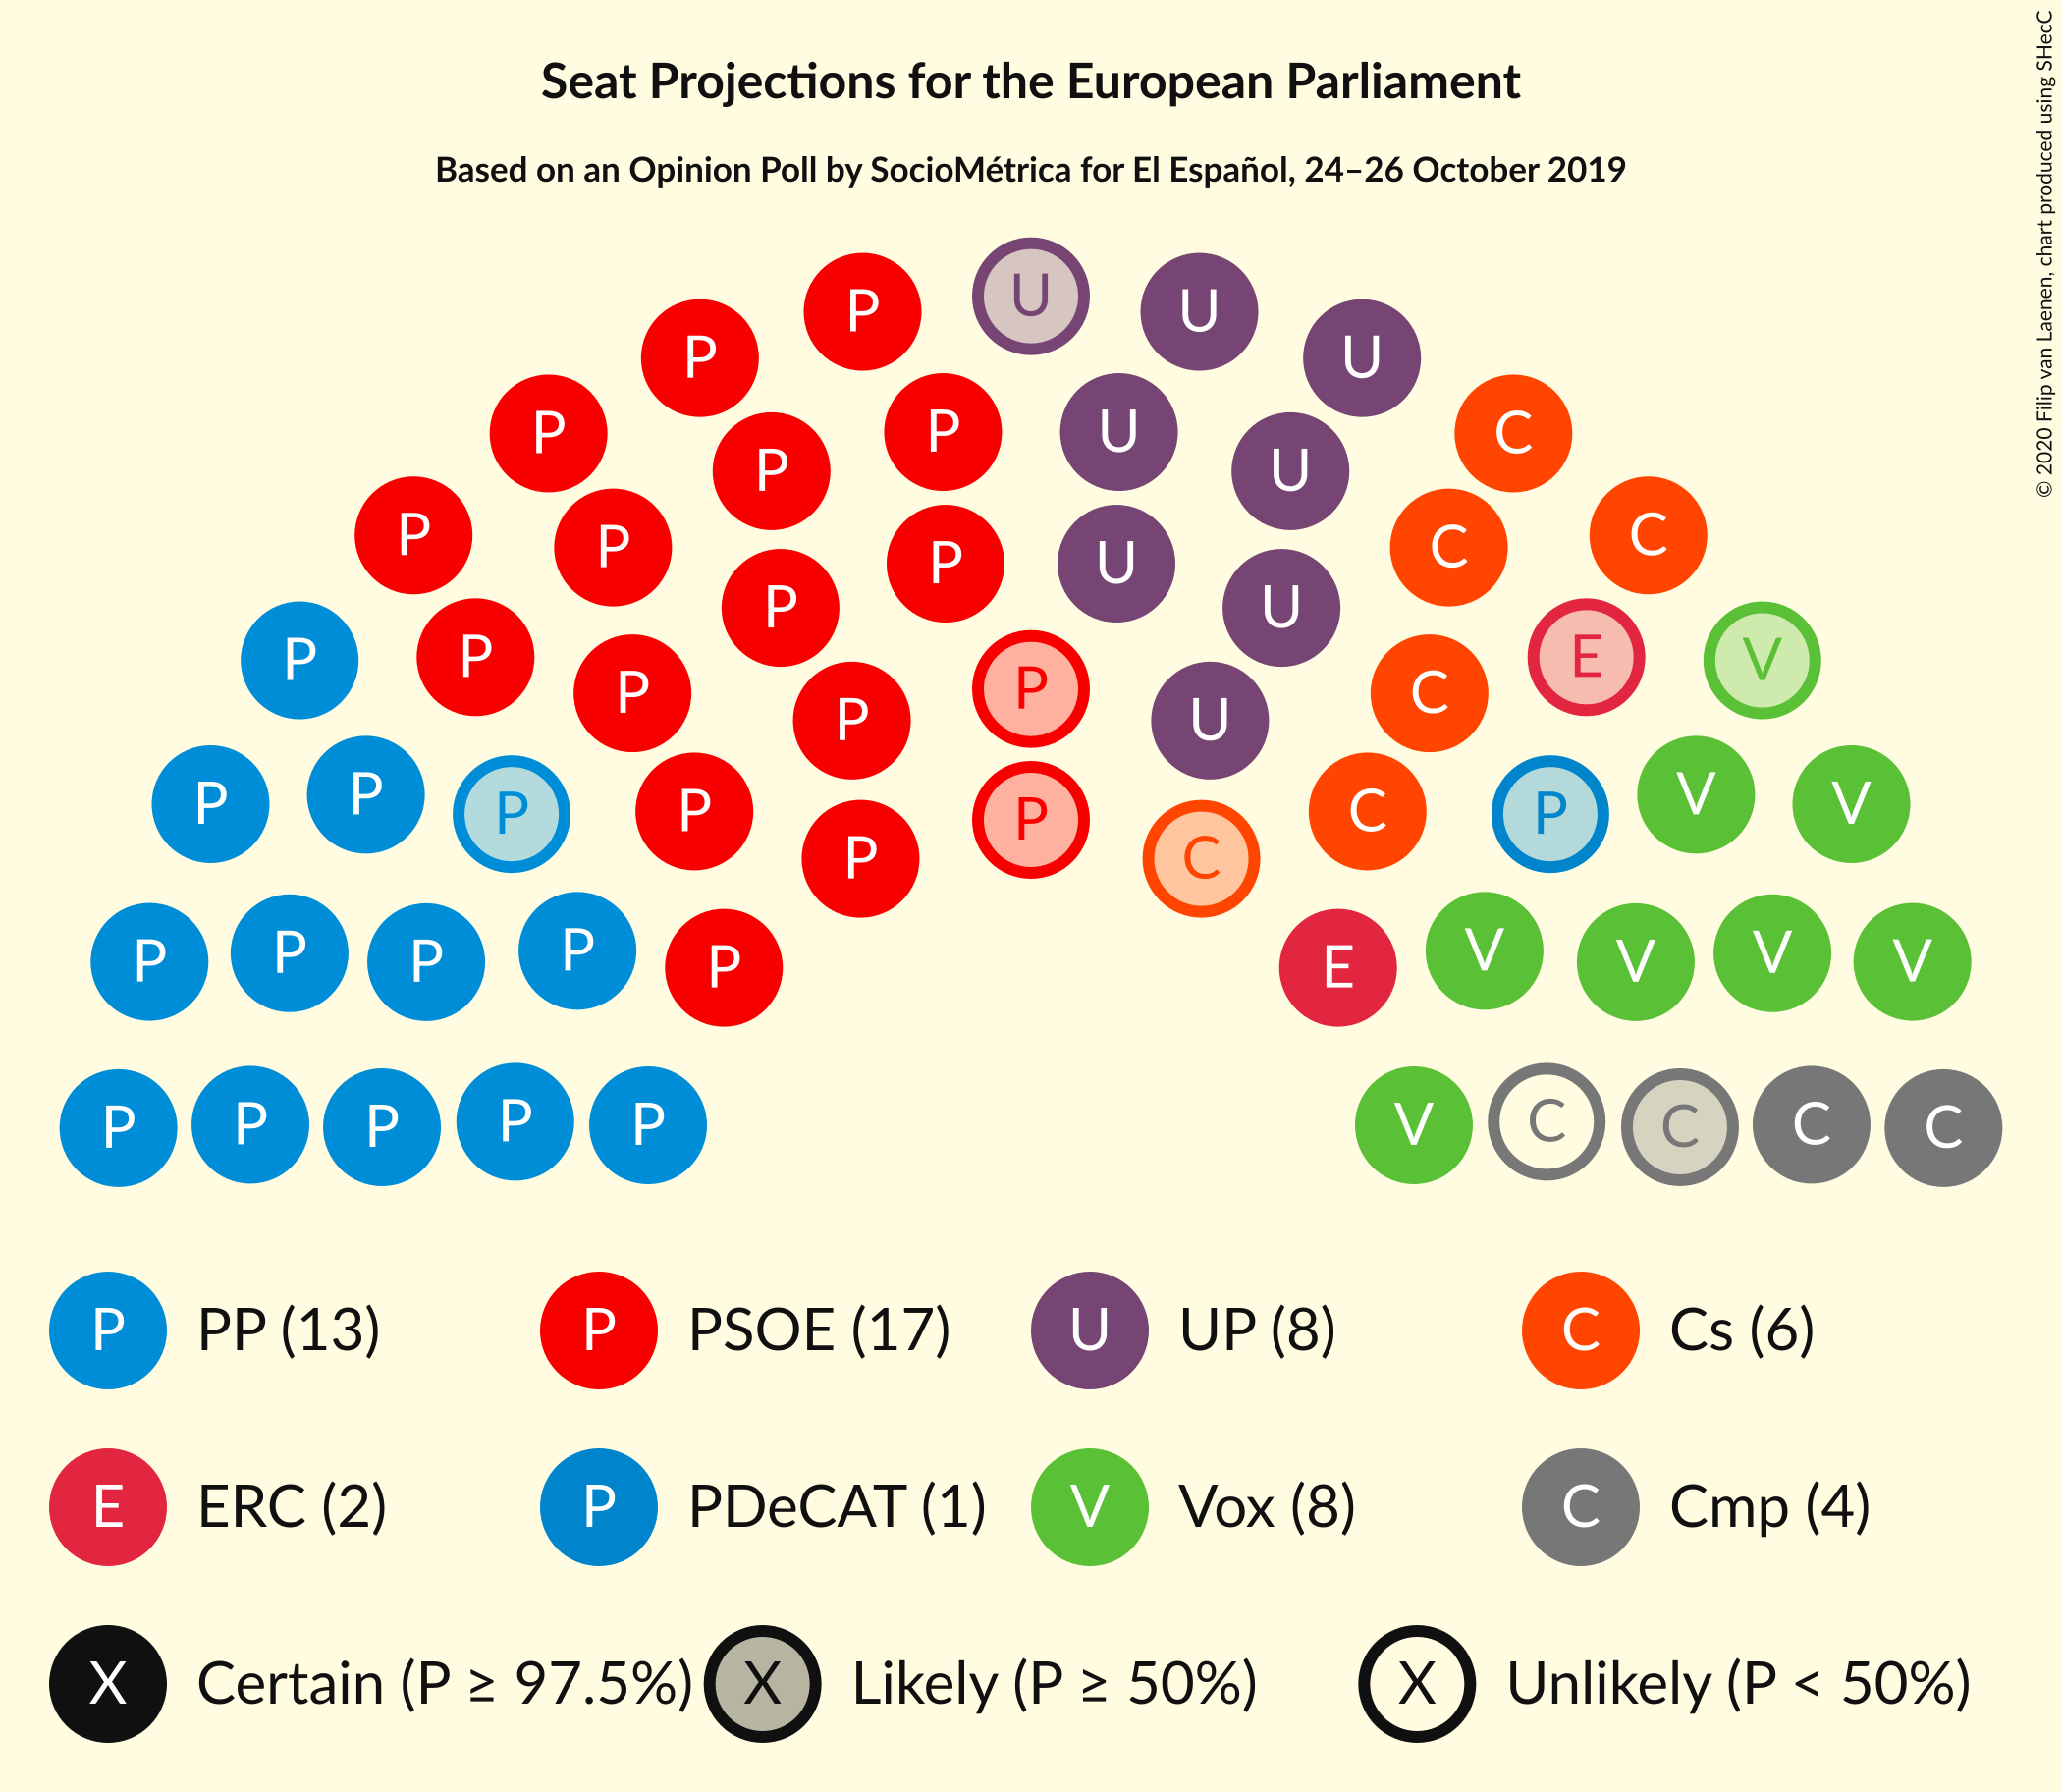 Seat Projections for the European Parliament
Based on an Opinion Poll by SocioMétrica for El Español, 24–26 October 2019
© 2020 Filip van Laenen, chart produced using SHecC
U
P U
P U
P C
P P U
P U
P C
P C
P U
P U
P E
P V
P C
P
P U
P V
P V
P C
P P
P
P C
P V
P V
P V
P V
P E
P C
P C
P C
P V
P C
P PP (13) P PSOE (17) U UP (8) C Cs (6)
E ERC (2) P PDeCAT (1) V Vox (8) C Cmp (4)
X Certain (P ≥ 97.5%) X Likely (P ≥ 50%) X Unlikely (P < 50%)